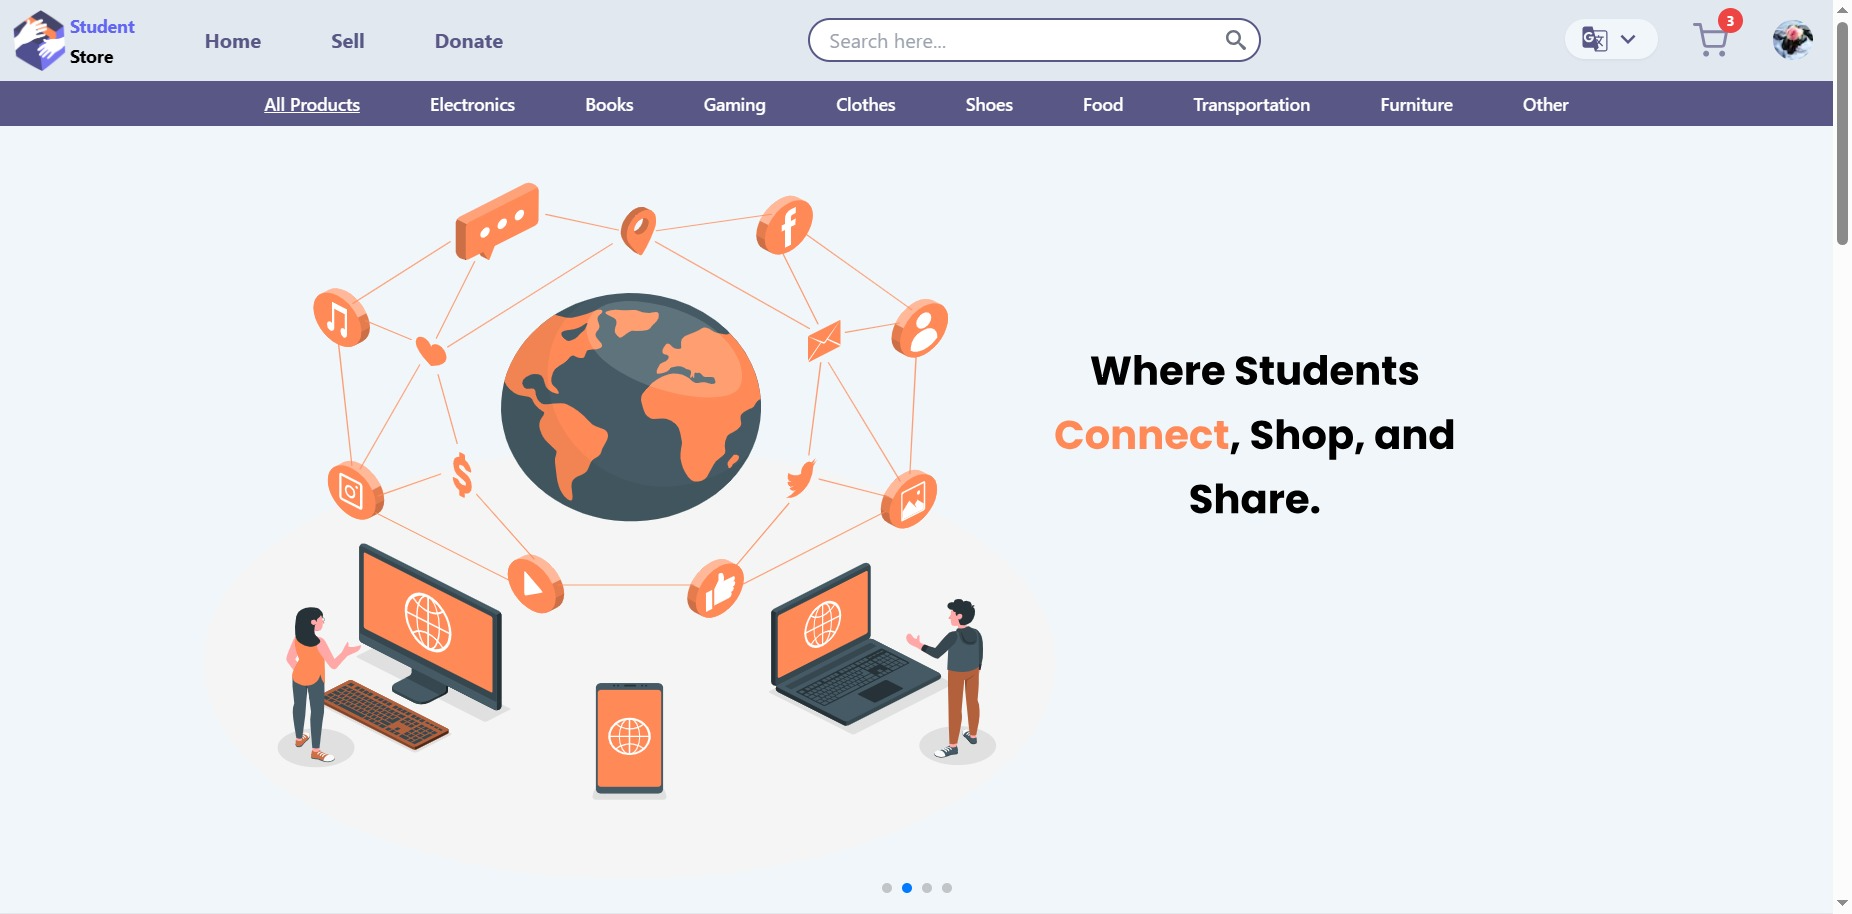 Student
Store
Home Sell Donate
Search here...
3
All Products Electronics Books Gaming Clothes Shoes Food Transportation Furniture Other
Where Students
Connect, Shop, and
Share.